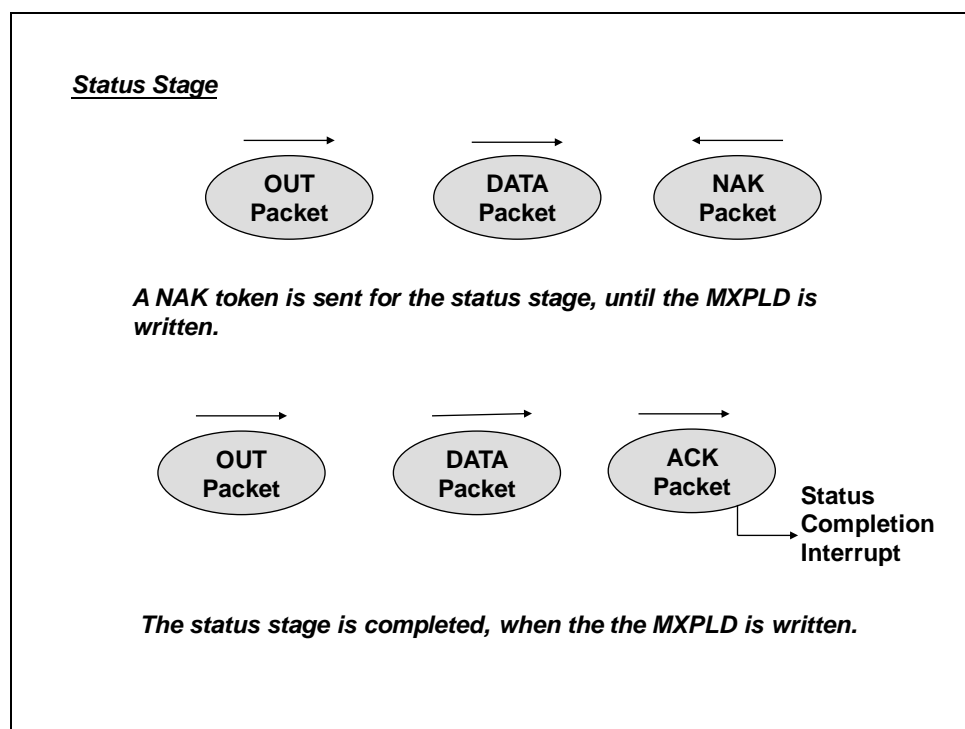 Status Stage
OUT
Packet
DATA
Packet
NAK
Packet
A NAK token is sent for the status stage, until the MXPLD is
written.
OUT
Packet
DATA
Packet
ACK
Packet
Status
Completion
Interrupt
The status stage is completed, when the the MXPLD is written.